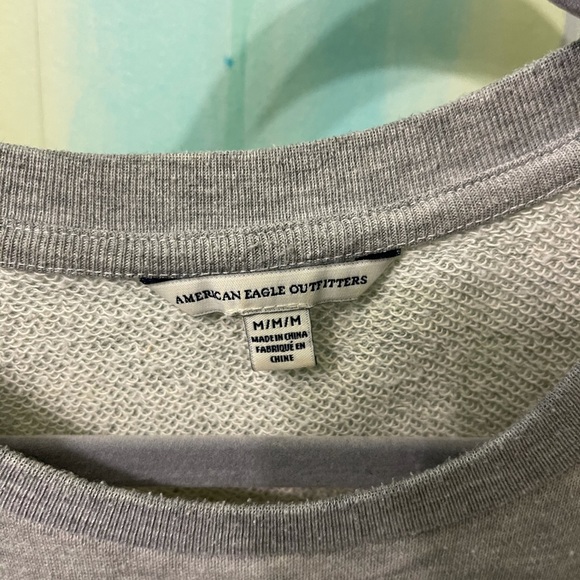 AMERICAN EAGLE OUTFITTERS
M/M/M
MADE IN CHINA
FABRIQUÉ EN
CHINE